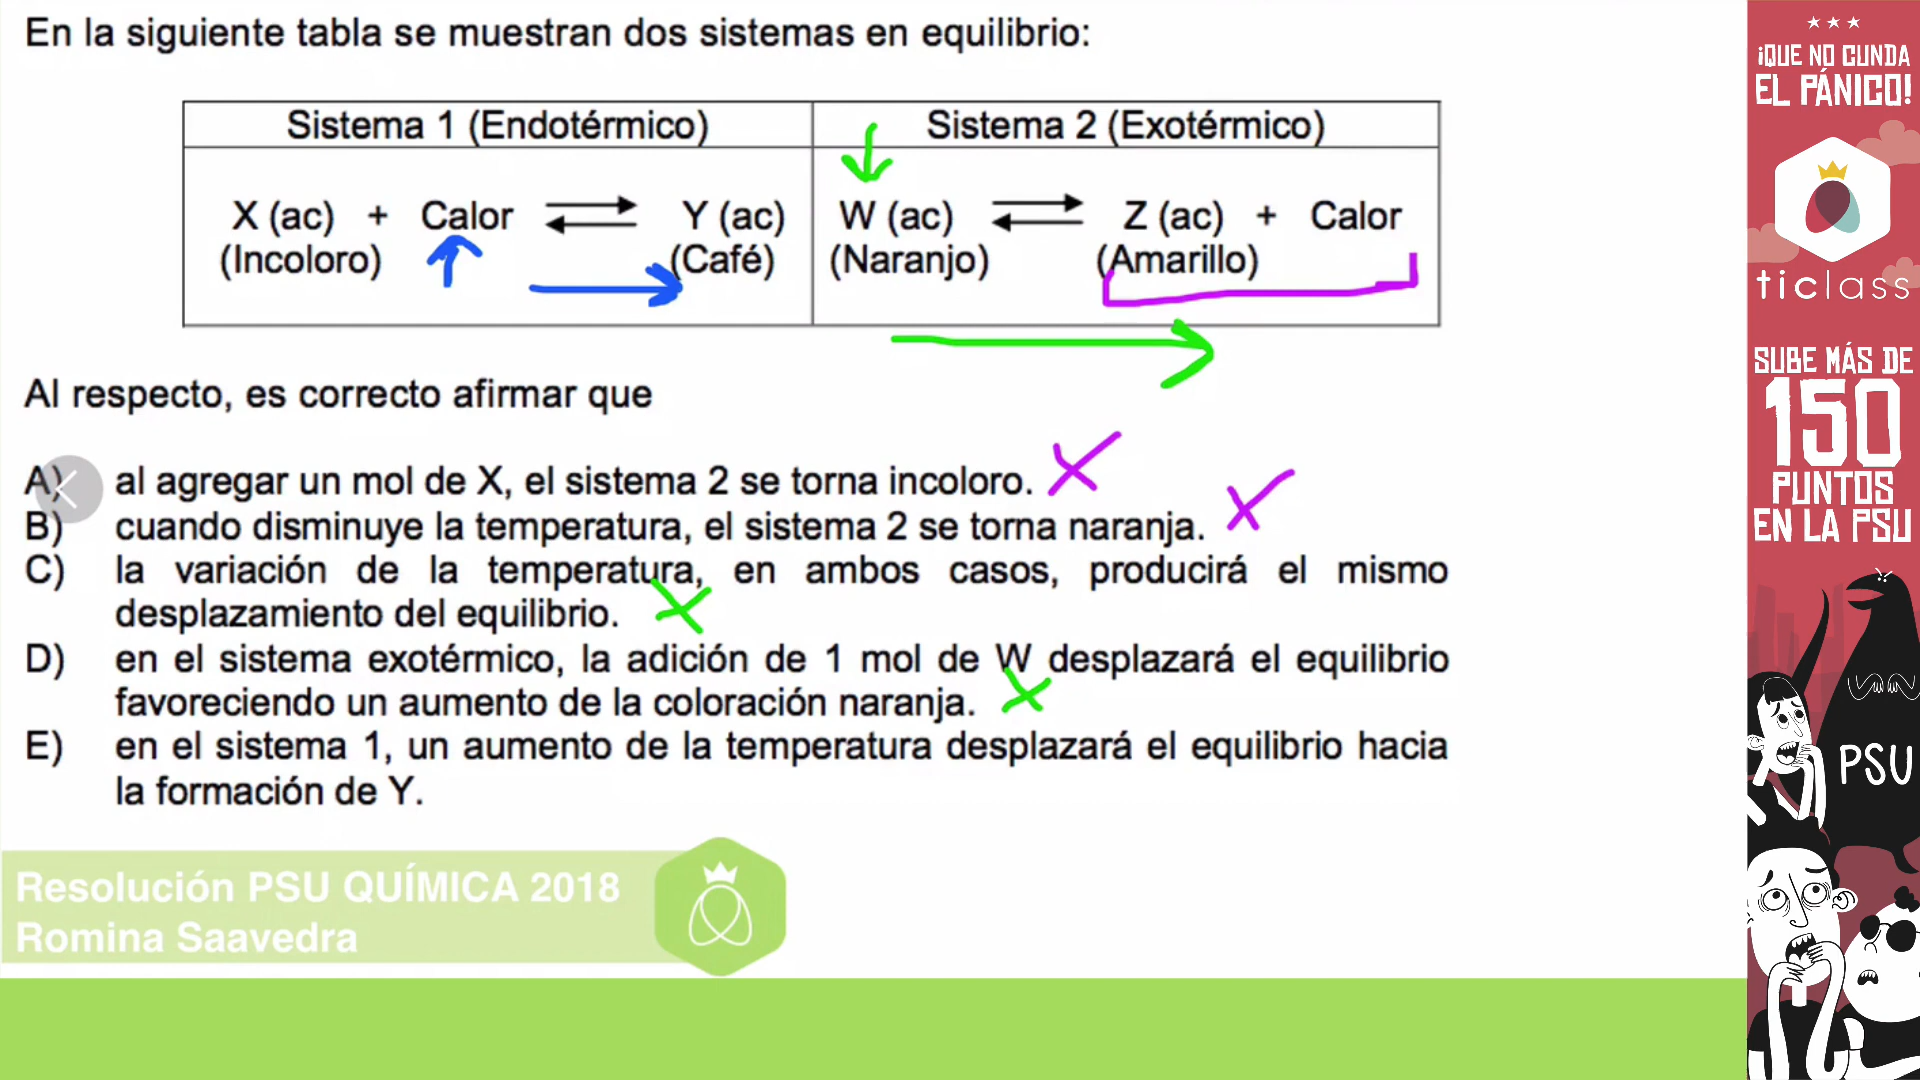 En la siguiente tabla se muestran dos sistemas en equilibrio:
Sistema 1 (Endotérmico)
Sistema 2 (Exotérmico)
X (ac) + Calor ⇄ Y (ac)
(Incoloro) (Café)
W (ac) ⇄ Z (ac) + Calor
(Naranjo) (Amarillo)
Al respecto, es correcto afirmar que
A) al agregar un mol de X, el sistema 2 se torna incoloro.
B) cuando disminuye la temperatura, el sistema 2 se torna naranja.
C) la variación de la temperatura, en ambos casos, producirá el mismo
desplazamiento del equilibrio.
D) en el sistema exotérmico, la adición de 1 mol de W desplazará el equilibrio
favoreciendo un aumento de la coloración naranja.
E) en el sistema 1, un aumento de la temperatura desplazará el equilibrio hacia
la formación de Y.
Resolución PSU QUÍMICA 2018
Romina Saavedra
¡QUE NO CUNDA
EL PÁNICO!
ticlass
SUBE MÁS DE
150
PUNTOS
EN LA PSU
PSU